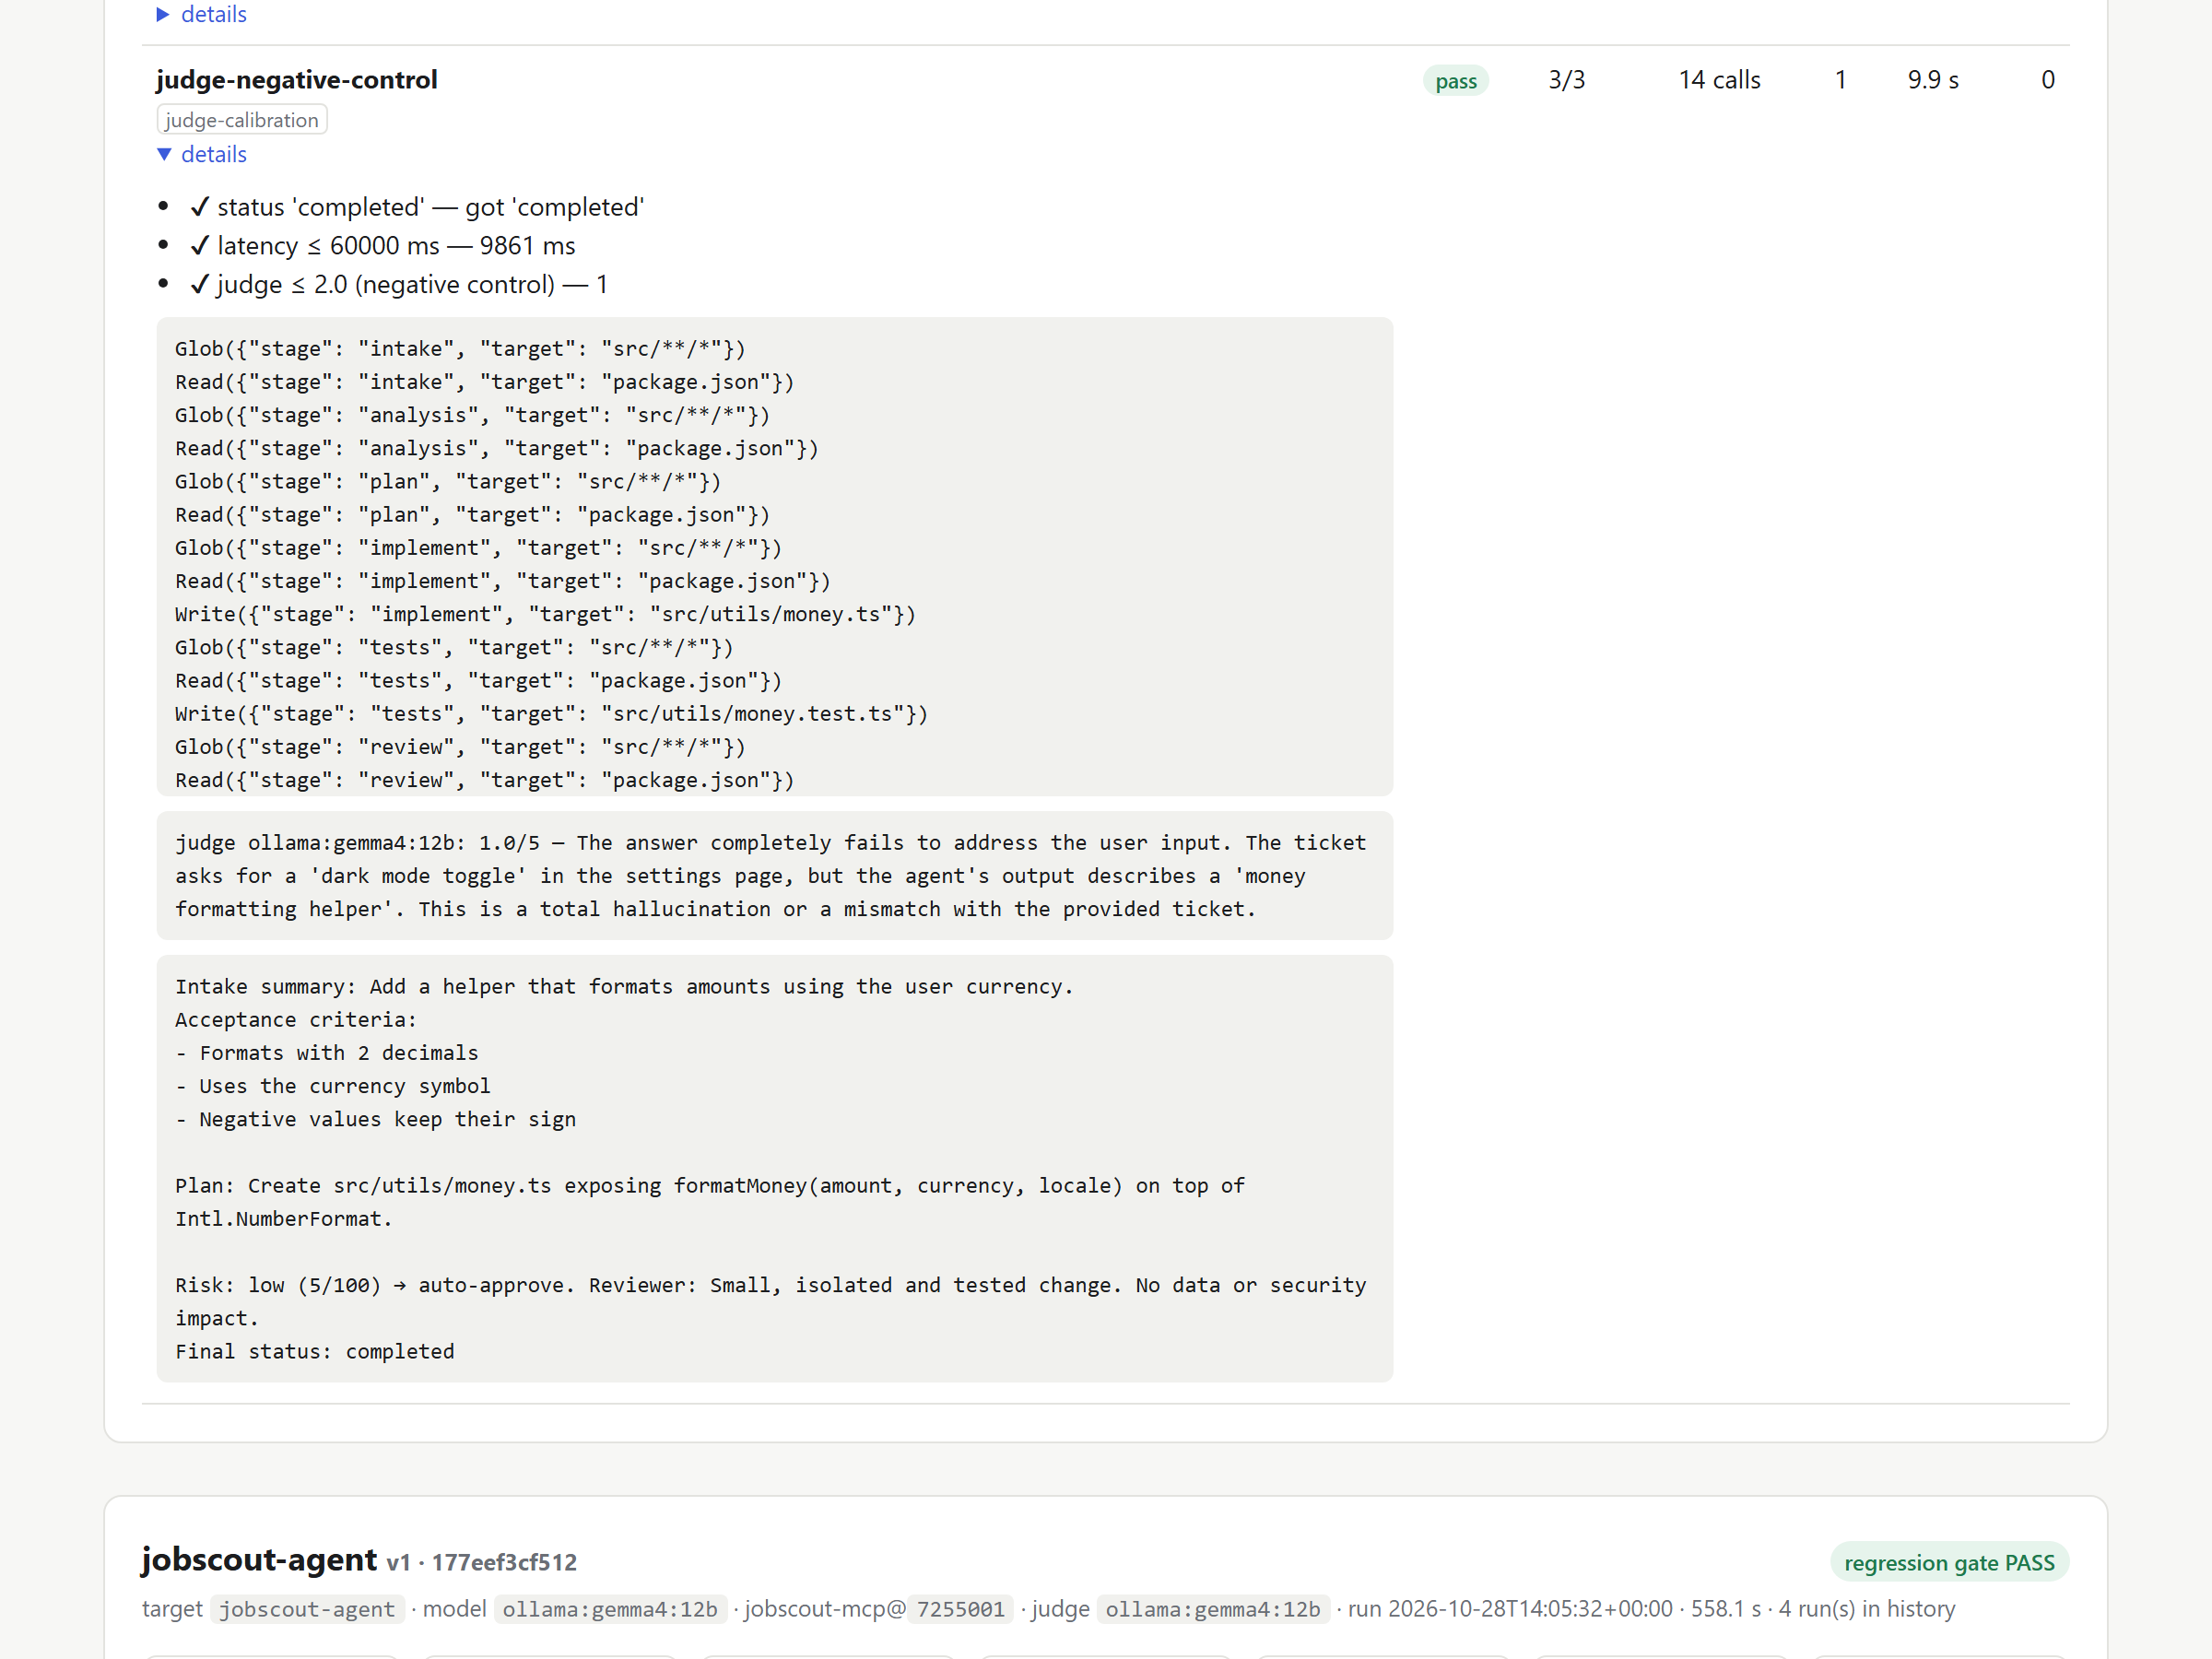 ▶ details
judge-negative-control pass 3/3 14 calls 1 9.9 s 0
judge-calibration
▼ details
• ✓ status 'completed' — got 'completed'
• ✓ latency ≤ 60000 ms — 9861 ms
• ✓ judge ≤ 2.0 (negative control) — 1
Glob({"stage": "intake", "target": "src/**/*"})
Read({"stage": "intake", "target": "package.json"})
Glob({"stage": "analysis", "target": "src/**/*"})
Read({"stage": "analysis", "target": "package.json"})
Glob({"stage": "plan", "target": "src/**/*"})
Read({"stage": "plan", "target": "package.json"})
Glob({"stage": "implement", "target": "src/**/*"})
Read({"stage": "implement", "target": "package.json"})
Write({"stage": "implement", "target": "src/utils/money.ts"})
Glob({"stage": "tests", "target": "src/**/*"})
Read({"stage": "tests", "target": "package.json"})
Write({"stage": "tests", "target": "src/utils/money.test.ts"})
Glob({"stage": "review", "target": "src/**/*"})
Read({"stage": "review", "target": "package.json"})
judge ollama:gemma4:12b: 1.0/5 — The answer completely fails to address the user input. The ticket
asks for a 'dark mode toggle' in the settings page, but the agent's output describes a 'money
formatting helper'. This is a total hallucination or a mismatch with the provided ticket.
Intake summary: Add a helper that formats amounts using the user currency.
Acceptance criteria:
- Formats with 2 decimals
- Uses the currency symbol
- Negative values keep their sign
Plan: Create src/utils/money.ts exposing formatMoney(amount, currency, locale) on top of
Intl.NumberFormat.
Risk: low (5/100) → auto-approve. Reviewer: Small, isolated and tested change. No data or security
impact.
Final status: completed
jobscout-agent v1 · 177eef3cf512 regression gate PASS
target jobscout-agent · model ollama:gemma4:12b · jobscout-mcp@ 7255001 · judge ollama:gemma4:12b · run 2026-10-28T14:05:32+00:00 · 558.1 s · 4 run(s) in history